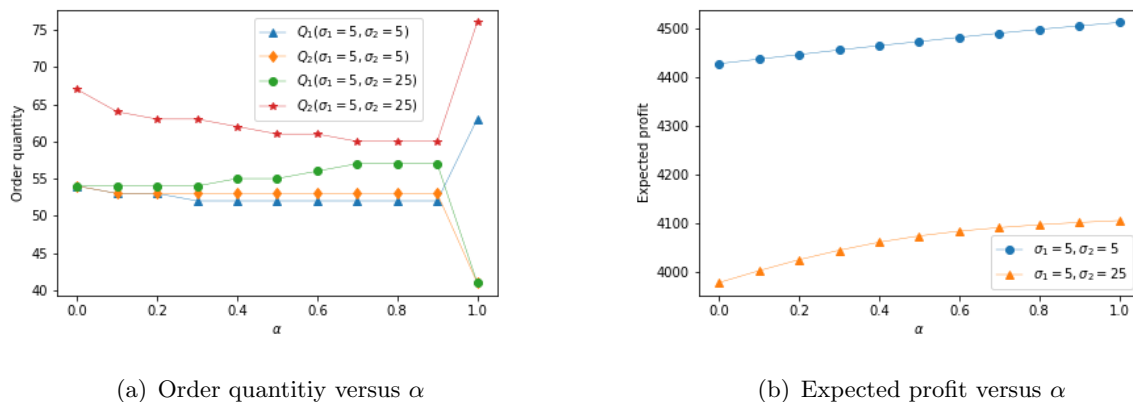 75
70
65
60
55
50
45
40
Order quantity
0.0 0.2 0.4 0.6 0.8 1.0
α
Q₁(σ₁ = 5, σ₂ = 5)
Q₂(σ₁ = 5, σ₂ = 5)
Q₁(σ₁ = 5, σ₂ = 25)
Q₂(σ₁ = 5, σ₂ = 25)
(a) Order quantitiy versus α
4500
4400
4300
4200
4100
4000
Expected profit
0.0 0.2 0.4 0.6 0.8 1.0
α
σ₁ = 5, σ₂ = 5
σ₁ = 5, σ₂ = 25
(b) Expected profit versus α